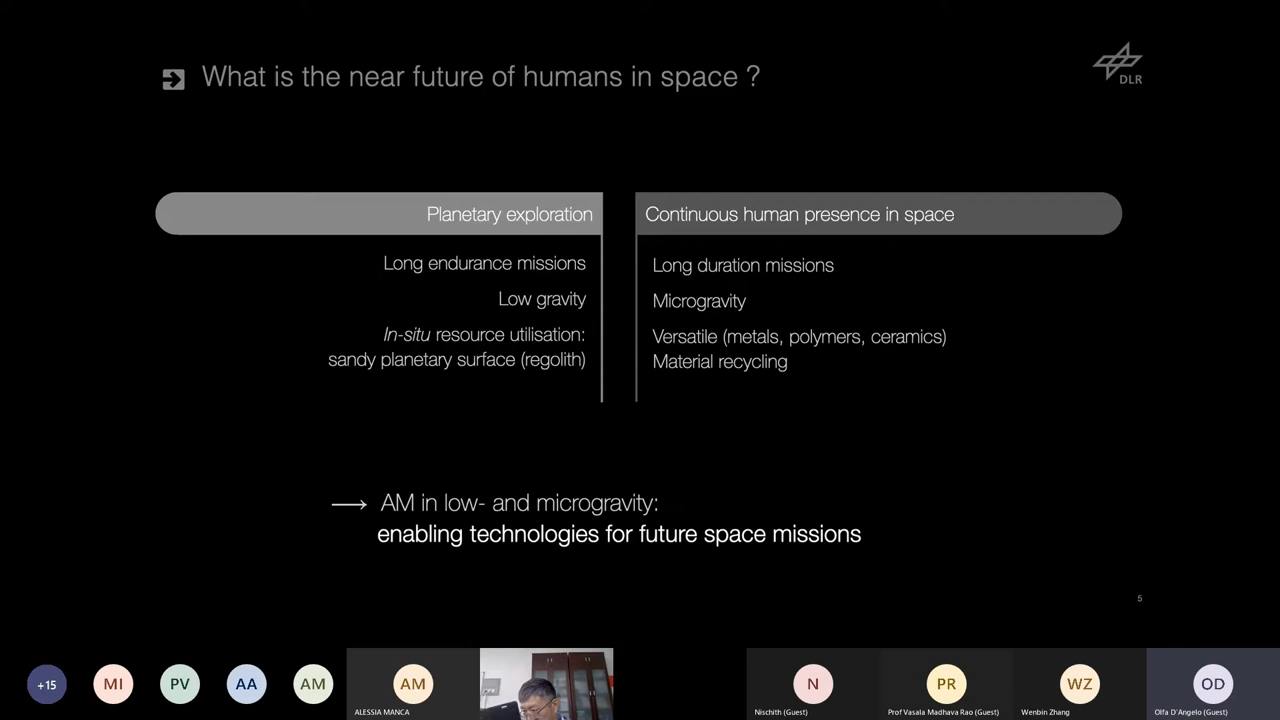 What is the near future of humans in space ?
DLR
Planetary exploration
Long endurance missions
Low gravity
In-situ resource utilisation:
sandy planetary surface (regolith)
Continuous human presence in space
Long duration missions
Microgravity
Versatile (metals, polymers, ceramics)
Material recycling
AM in low- and microgravity:
enabling technologies for future space missions
5
+15
MI
PV
AA
AM
AM
ALESSIA MANCA
N
Nischith (Guest)
PR
Prof Vasala Madhava Rao (Guest)
WZ
Wenbin Zhang
OD
Olfa D'Angelo (Guest)